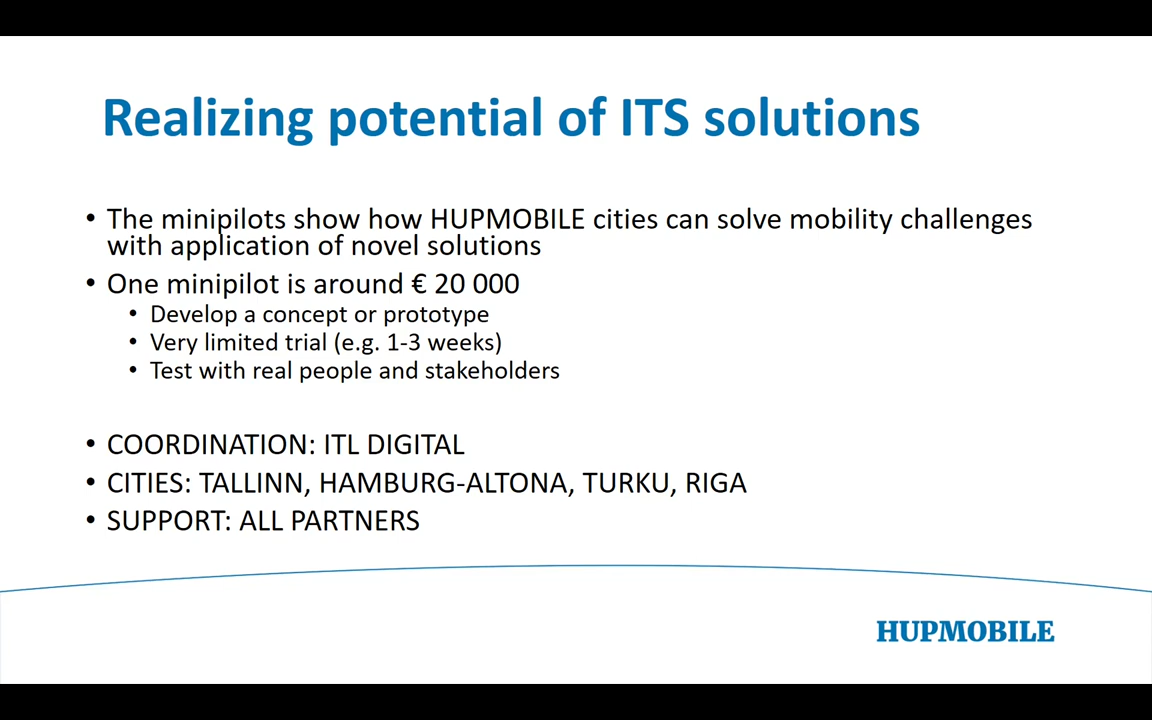 Realizing potential of ITS solutions
• The minipilots show how HUPMOBILE cities can solve mobility challenges
with application of novel solutions
• One minipilot is around € 20 000
• Develop a concept or prototype
• Very limited trial (e.g. 1-3 weeks)
• Test with real people and stakeholders
• COORDINATION: ITL DIGITAL
• CITIES: TALLINN, HAMBURG-ALTONA, TURKU, RIGA
• SUPPORT: ALL PARTNERS
HUPMOBILE